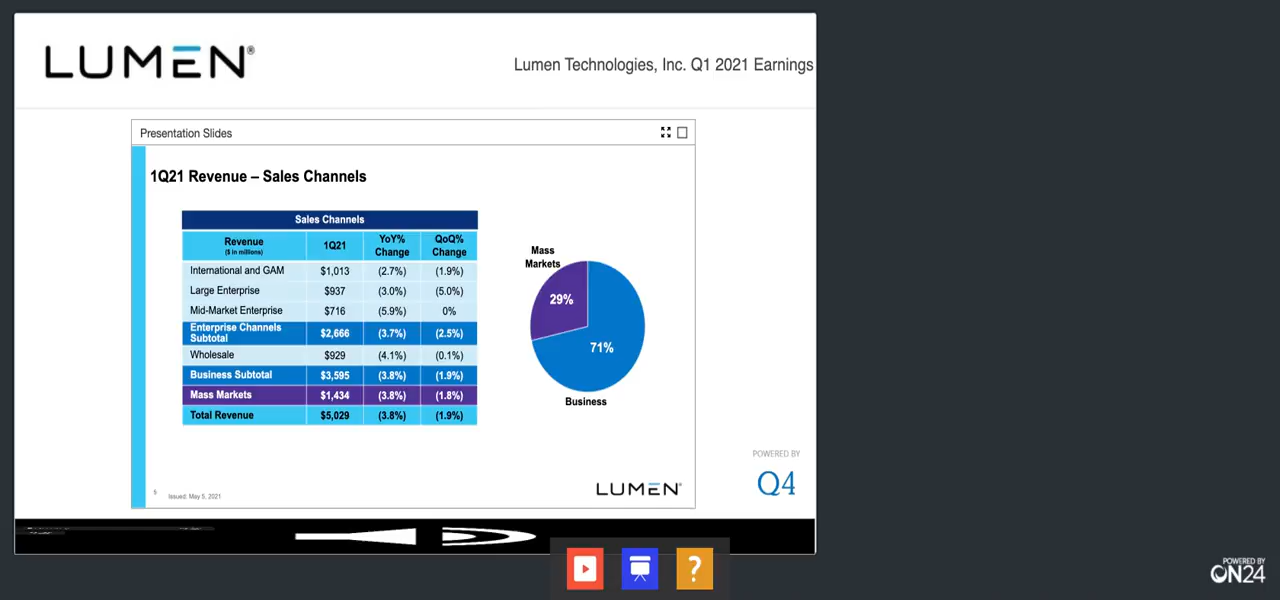 LUMEN®
Lumen Technologies, Inc. Q1 2021 Earnings
Presentation Slides
1Q21 Revenue – Sales Channels
Sales Channels
Revenue ($ in millions) 1Q21 YoY% Change QoQ% Change
International and GAM $1,013 (2.7%) (1.9%)
Large Enterprise $937 (3.0%) (5.0%)
Mid-Market Enterprise $716 (5.9%) 0%
Enterprise Channels Subtotal $2,666 (3.7%) (2.5%)
Wholesale $929 (4.1%) (0.1%)
Business Subtotal $3,595 (3.8%) (1.9%)
Mass Markets $1,434 (3.8%) (1.8%)
Total Revenue $5,029 (3.8%) (1.9%)
Mass
Markets
29%
71%
Business
Issued: May 5, 2021
LUMEN®
POWERED BY
Q4
?
POWERED BY
ON24